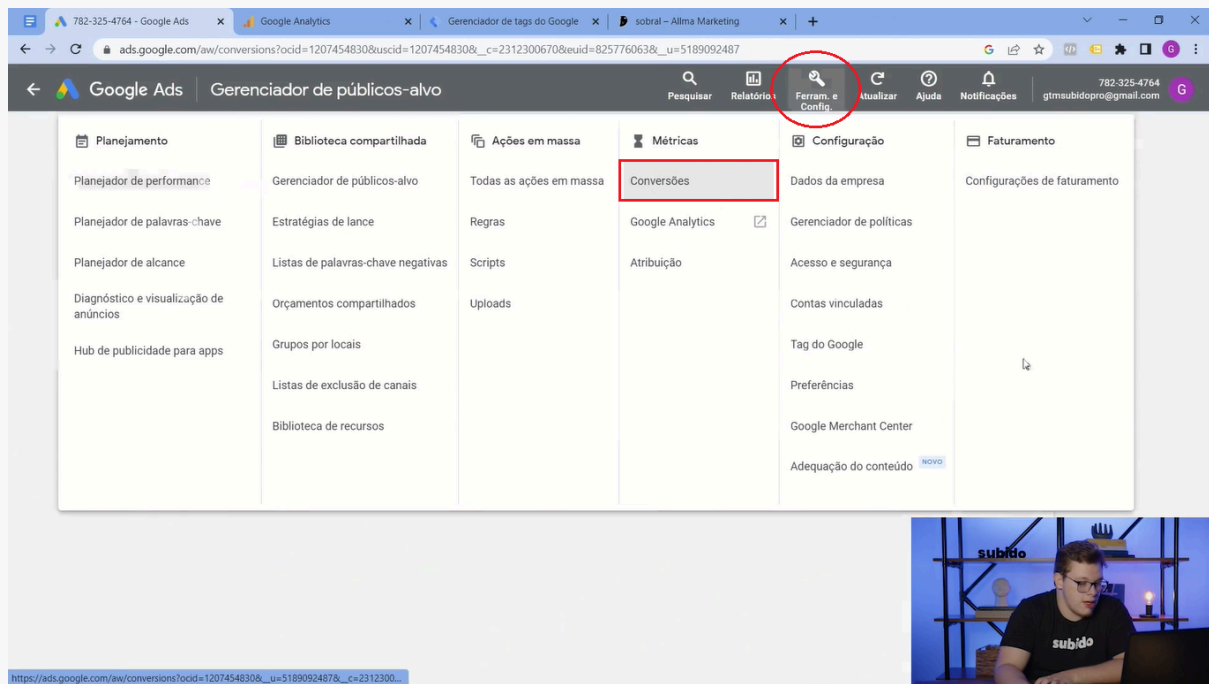 782-325-4764 - Google Ads
Google Analytics
Gerenciador de tags do Google
sobral – Allma Marketing
ads.google.com/aw/conversions?ocid=1207454830&uscid=1207454830&__c=2312300670&euid=825776063&__u=5189092487
Google Ads
Gerenciador de públicos-alvo
Pesquisar
Relatórios
Ferram. e
Config.
Atualizar
Ajuda
Notificações
782-325-4764
gtmsubidopro@gmail.com
G
Planejamento
Planejador de performance
Planejador de palavras-chave
Planejador de alcance
Diagnóstico e visualização de
anúncios
Hub de publicidade para apps
Biblioteca compartilhada
Gerenciador de públicos-alvo
Estratégias de lance
Listas de palavras-chave negativas
Orçamentos compartilhados
Grupos por locais
Listas de exclusão de canais
Biblioteca de recursos
Ações em massa
Todas as ações em massa
Regras
Scripts
Uploads
Métricas
Conversões
Google Analytics
Atribuição
Configuração
Dados da empresa
Gerenciador de políticas
Acesso e segurança
Contas vinculadas
Tag do Google
Preferências
Google Merchant Center
Adequação do conteúdo NOVO
Faturamento
Configurações de faturamento
subido
subido
https://ads.google.com/aw/conversions?ocid=1207454830&__u=5189092487&__c=2312300...